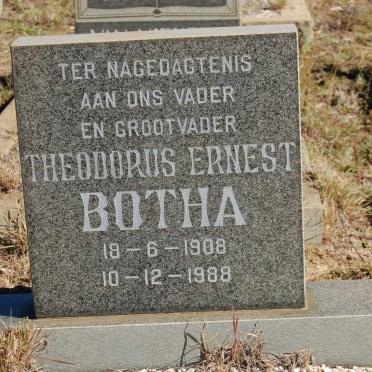 TER NAGEDAGTENIS
AAN ONS VADER
EN GROOTVADER
THEODORUS ERNEST
BOTHA
18-6-1908
10-12-1988